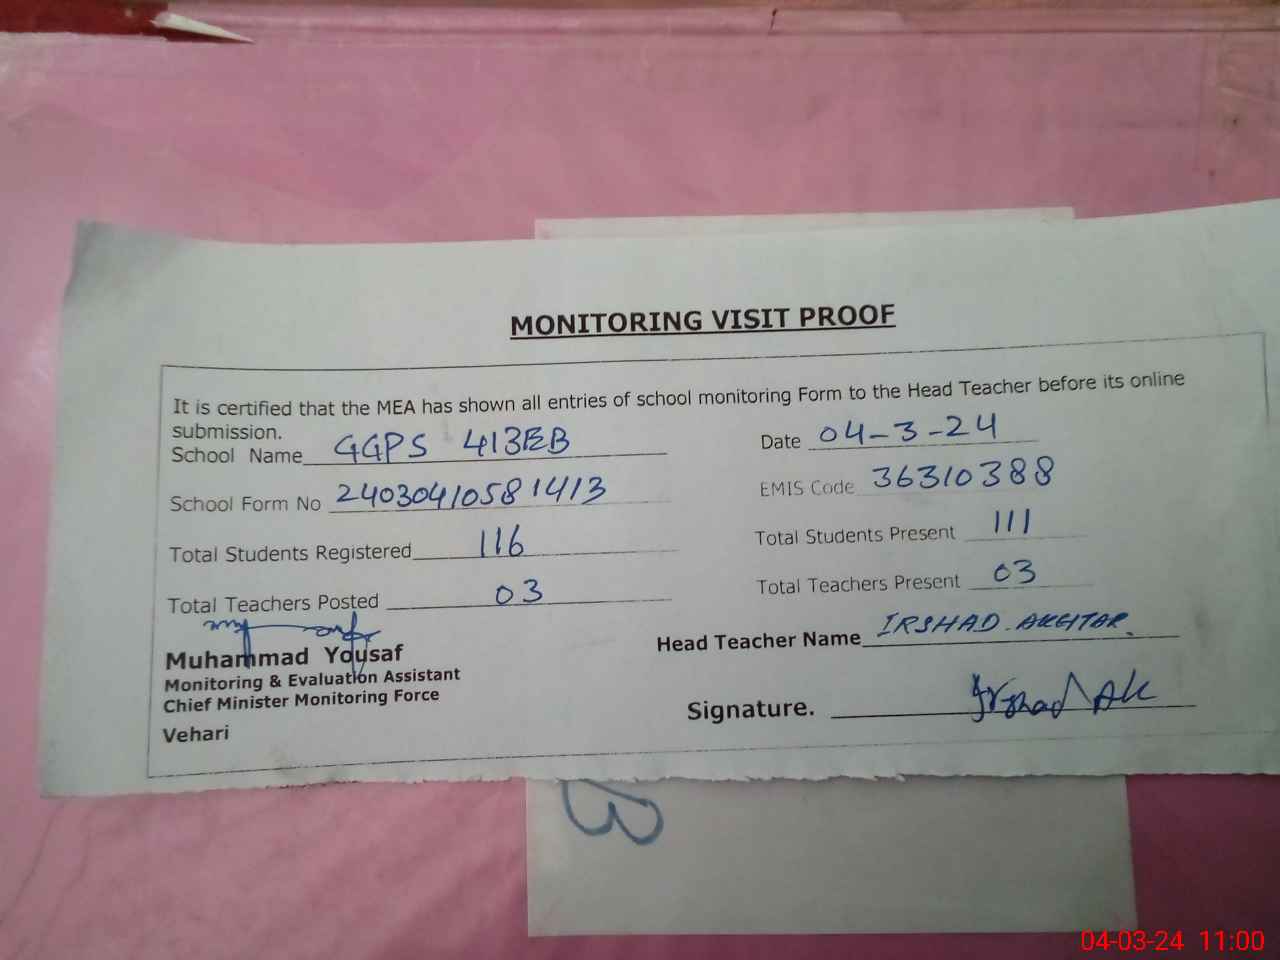 MONITORING VISIT PROOF
It is certified that the MEA has shown all entries of school monitoring Form to the Head Teacher before its online
submission.
School Name GGPS 413EB Date 04-3-24
School Form No 24030410581413 EMIS Code 36310388
Total Students Registered 116 Total Students Present 111
Total Teachers Posted 03 Total Teachers Present 03
Muhammad Yousaf Head Teacher Name IRSHAD. AKHTAR.
Monitoring & Evaluation Assistant
Chief Minister Monitoring Force Signature. Irshad AK
Vehari
04-03-24 11:00